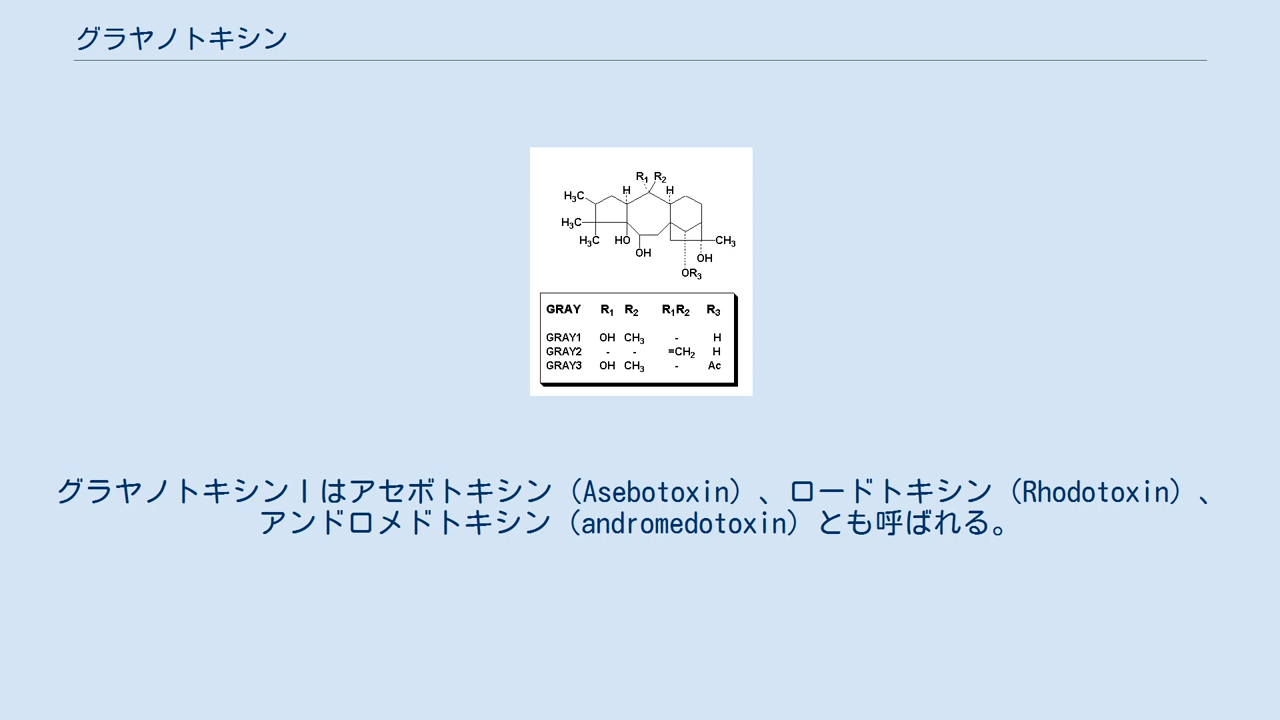 グラヤノトキシン
R1 R2
H H
H3C
H3C
H3C HO CH3
OH OH
OR3
GRAY R1 R2 R1R2 R3
GRAY1 OH CH3 - H
GRAY2 - - =CH2 H
GRAY3 OH CH3 - Ac
グラヤノトキシンIはアセボトキシン（Asebotoxin）、ロードトキシン（Rhodotoxin）、
アンドロメドトキシン（andromedotoxin）とも呼ばれる。